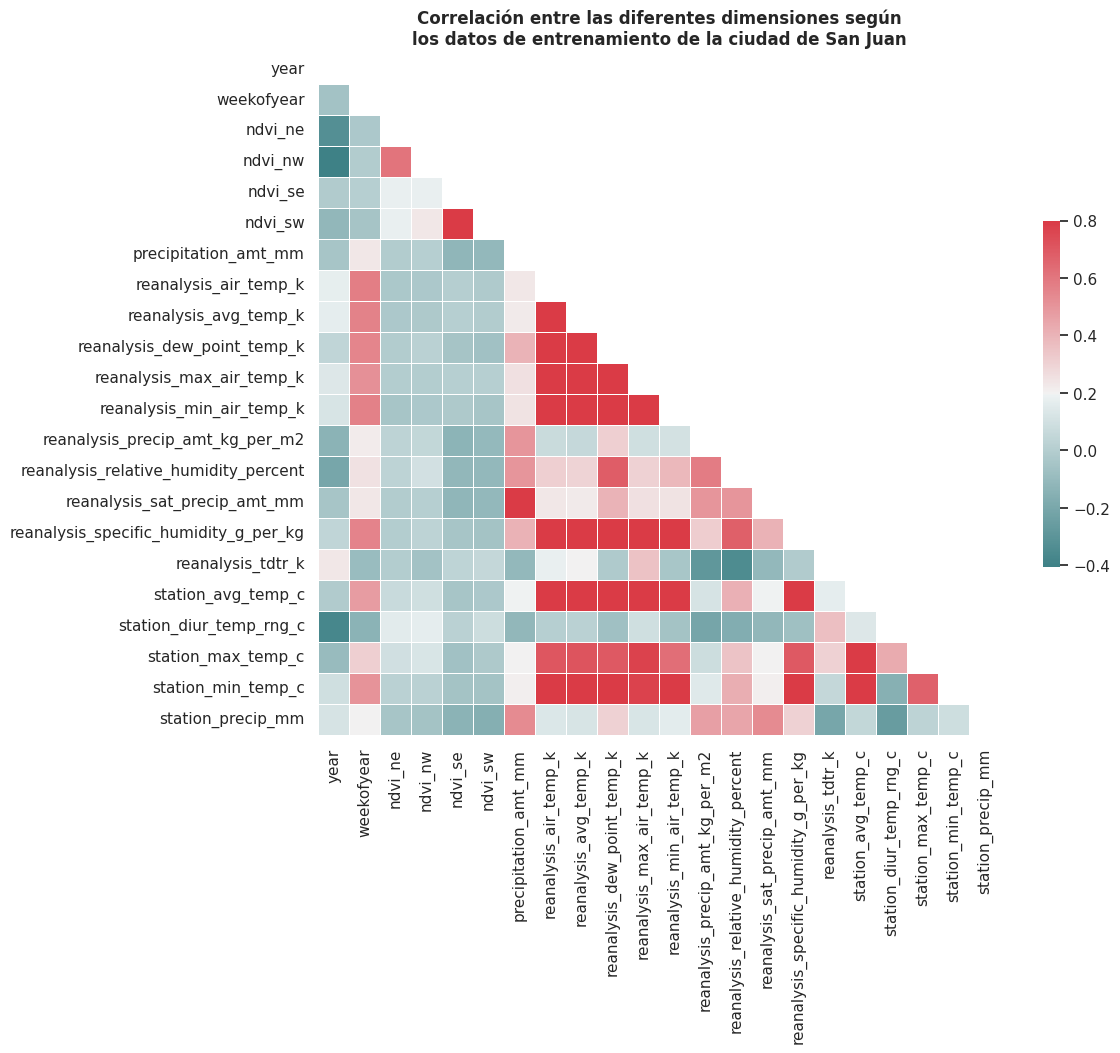 Correlación entre las diferentes dimensiones según
los datos de entrenamiento de la ciudad de San Juan
year
weekofyear
ndvi_ne
ndvi_nw
ndvi_se
ndvi_sw
precipitation_amt_mm
reanalysis_air_temp_k
reanalysis_avg_temp_k
reanalysis_dew_point_temp_k
reanalysis_max_air_temp_k
reanalysis_min_air_temp_k
reanalysis_precip_amt_kg_per_m2
reanalysis_relative_humidity_percent
reanalysis_sat_precip_amt_mm
reanalysis_specific_humidity_g_per_kg
reanalysis_tdtr_k
station_avg_temp_c
station_diur_temp_rng_c
station_max_temp_c
station_min_temp_c
station_precip_mm
year
weekofyear
ndvi_ne
ndvi_nw
ndvi_se
ndvi_sw
precipitation_amt_mm
reanalysis_air_temp_k
reanalysis_avg_temp_k
reanalysis_dew_point_temp_k
reanalysis_max_air_temp_k
reanalysis_min_air_temp_k
reanalysis_precip_amt_kg_per_m2
reanalysis_relative_humidity_percent
reanalysis_sat_precip_amt_mm
reanalysis_specific_humidity_g_per_kg
reanalysis_tdtr_k
station_avg_temp_c
station_diur_temp_rng_c
station_max_temp_c
station_min_temp_c
station_precip_mm
0.8
0.6
0.4
0.2
0.0
−0.2
−0.4